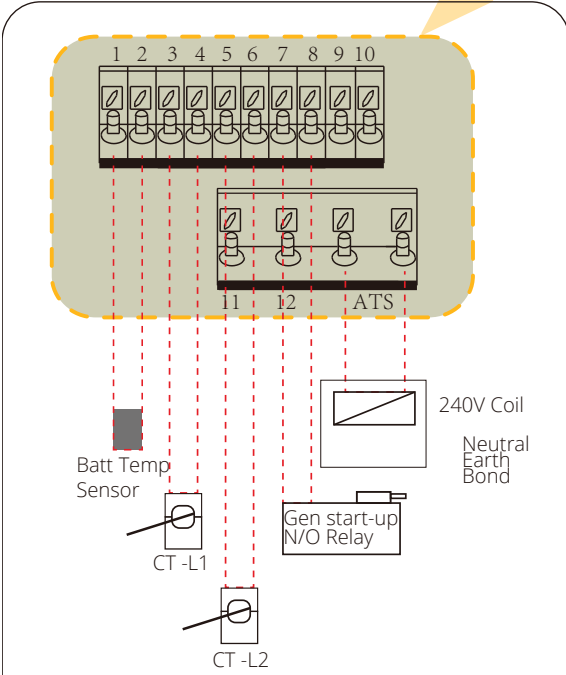 1 2 3 4 5 6 7 8 9 10
11 12 ATS
240V Coil
Neutral
Earth
Bond
Batt Temp
Sensor
Gen start-up
N/O Relay
CT -L1
CT -L2